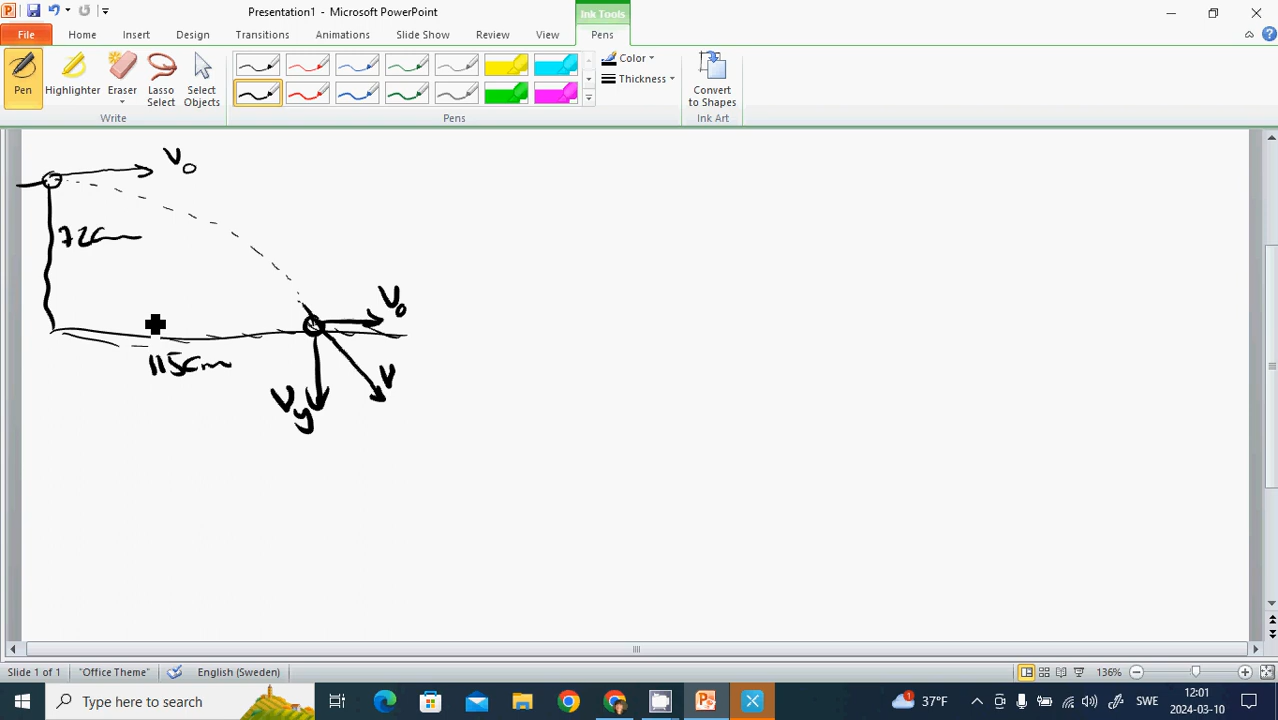 Presentation1 - Microsoft PowerPoint
Ink Tools
File Home Insert Design Transitions Animations Slide Show Review View Pens
Pen
Highlighter
Eraser
Lasso Select
Select Objects
Color
Thickness
Convert to Shapes
Write
Pens
Ink Art
V0
72cm
V0
115cm
V
Vy
Slide 1 of 1 "Office Theme" English (Sweden) 136%
Type here to search
1
37°F
SWE
12:01
2024-03-10